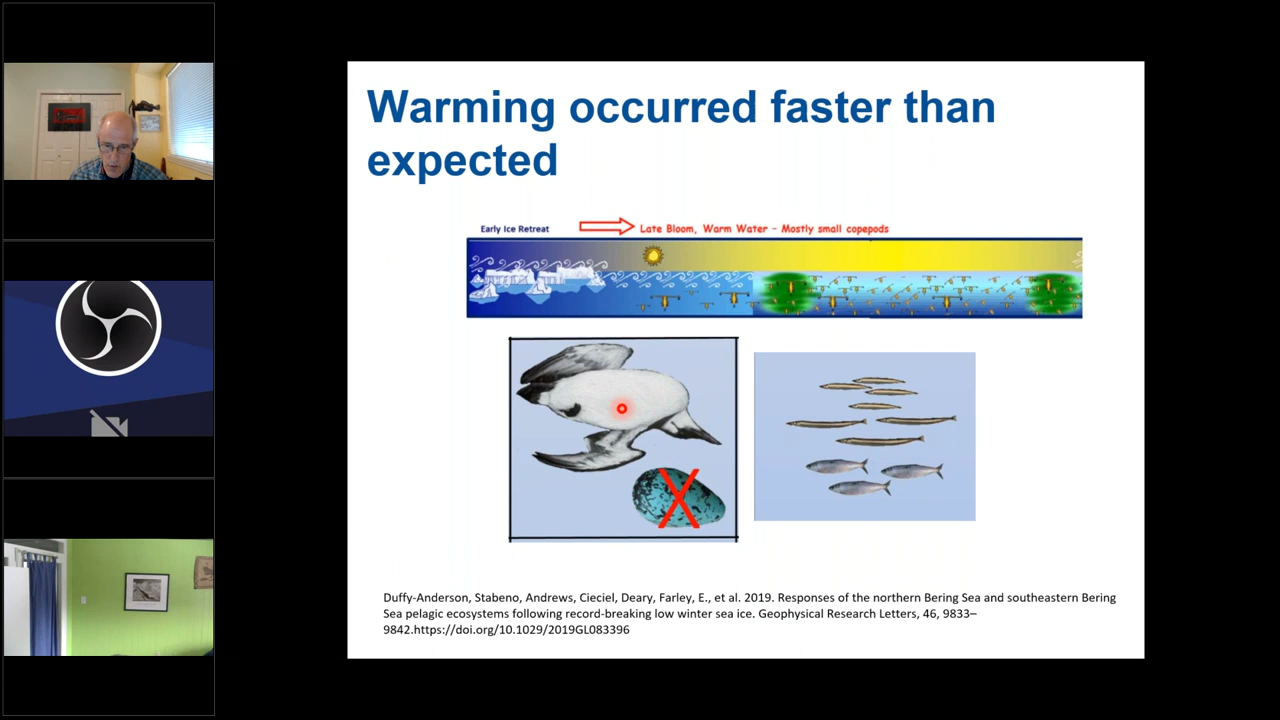 Warming occurred faster than
expected
Early Ice Retreat
Late Bloom, Warm Water - Mostly small copepods
Duffy-Anderson, Stabeno, Andrews, Cieciel, Deary, Farley, E., et al. 2019. Responses of the northern Bering Sea and southeastern Bering
Sea pelagic ecosystems following record-breaking low winter sea ice. Geophysical Research Letters, 46, 9833–
9842.https://doi.org/10.1029/2019GL083396